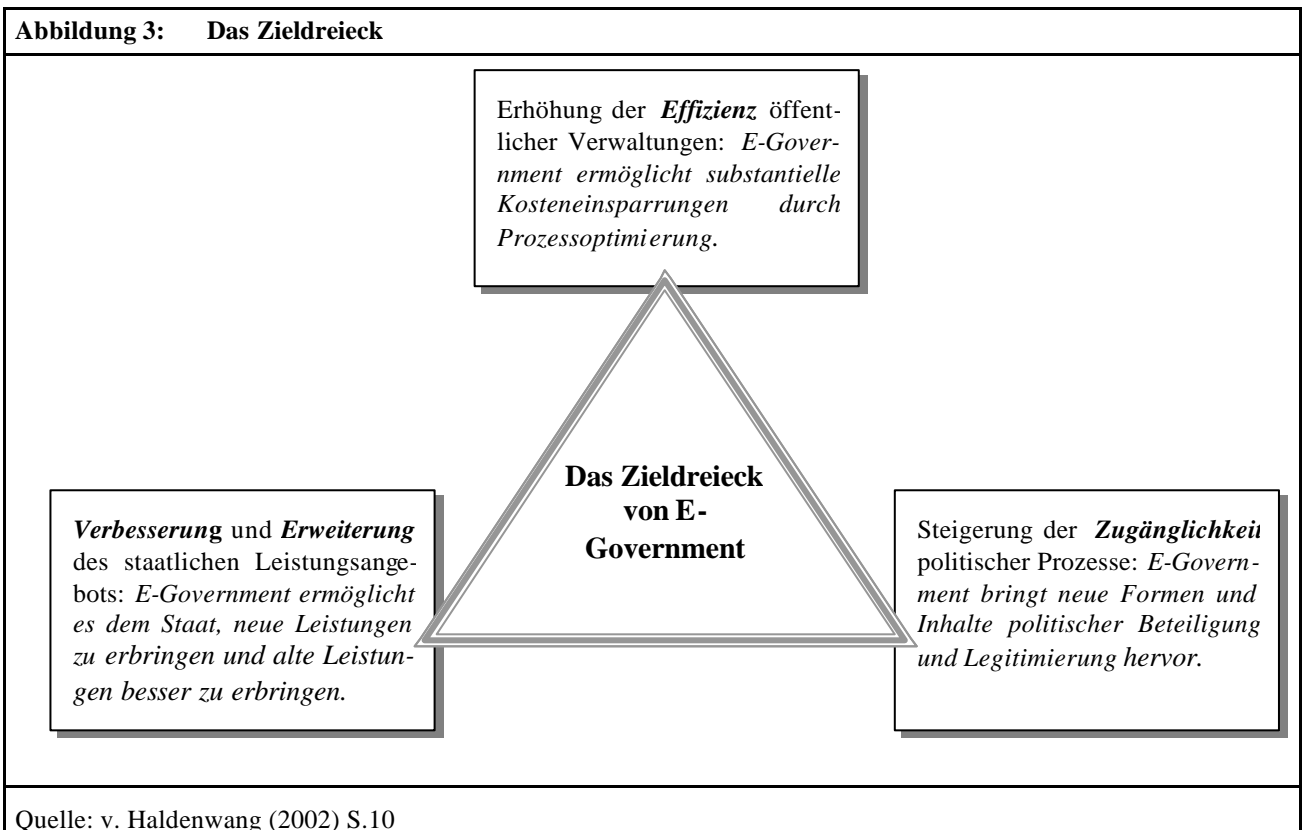 Abbildung 3: Das Zieldreieck
Erhöhung der Effizienz öffent-
licher Verwaltungen: E-Gover-
nment ermöglicht substantielle
Kosteneinsparrungen durch
Prozessoptimierung.
Das Zieldreieck
von E-
Government
Verbesserung und Erweiterung
des staatlichen Leistungsange-
bots: E-Government ermöglicht
es dem Staat, neue Leistungen
zu erbringen und alte Leistun-
gen besser zu erbringen.
Steigerung der Zugänglichkeit
politischer Prozesse: E-Govern-
ment bringt neue Formen und
Inhalte politischer Beteiligung
und Legitimierung hervor.
Quelle: v. Haldenwang (2002) S.10